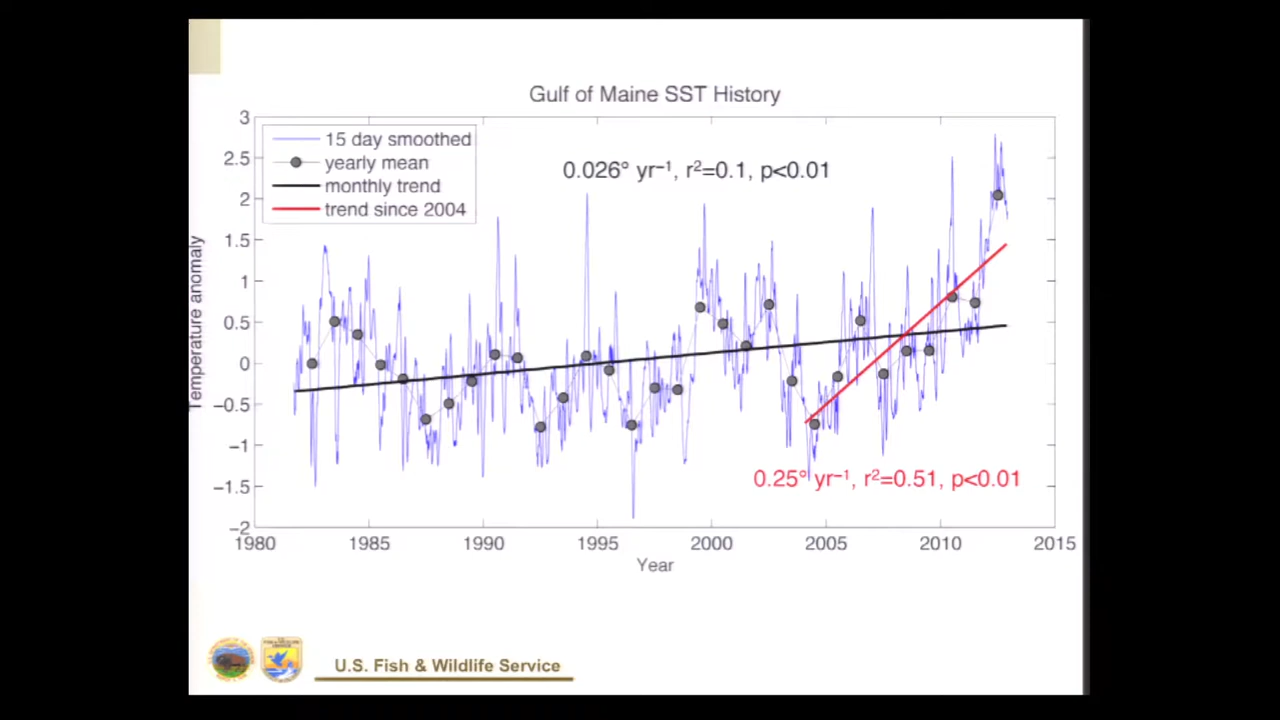 Gulf of Maine SST History
3
2.5
2
1.5
1
0.5
0
−0.5
−1
−1.5
−2
Temperature anomaly
15 day smoothed
yearly mean
monthly trend
trend since 2004
0.026° yr⁻¹, r²=0.1, p<0.01
0.25° yr⁻¹, r²=0.51, p<0.01
1980 1985 1990 1995 2000 2005 2010 2015
Year
U.S. Fish & Wildlife Service